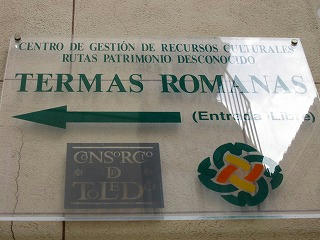 CENTRO DE GESTIÓN DE RECURSOS CULTURALES
RUTAS PATRIMONIO DESCONOCIDO
TERMAS ROMANAS
(Entrada Libre)
CONSORCIO
DE
TOLEDO